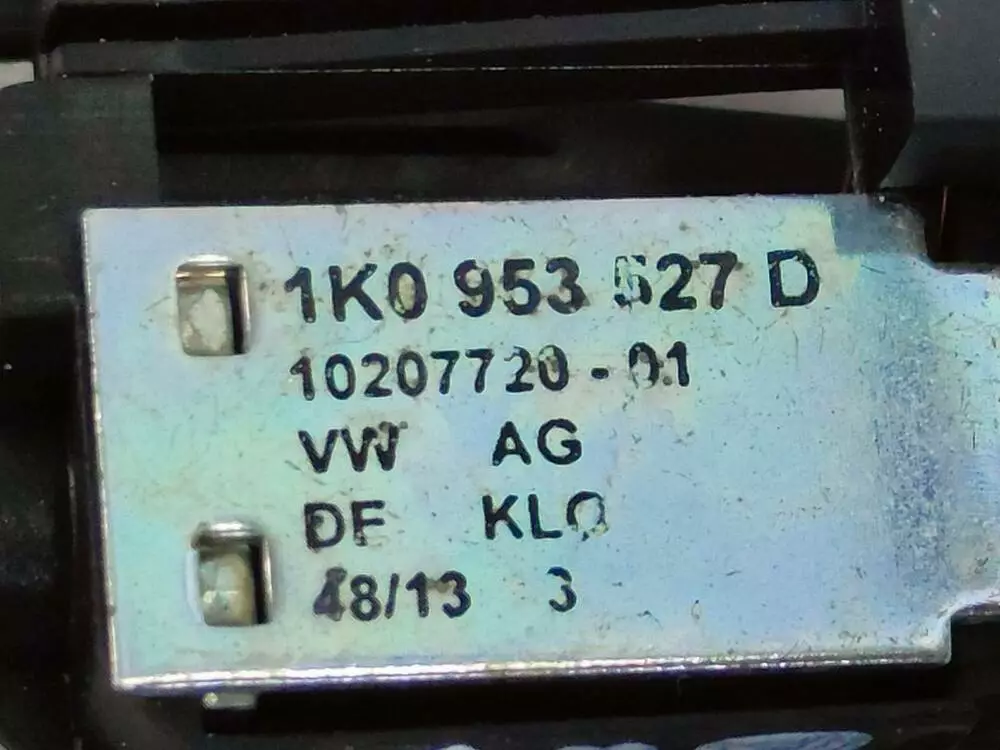 1K0 953 527 D
10207720-01
VW AG
DE KLO
48/13 3